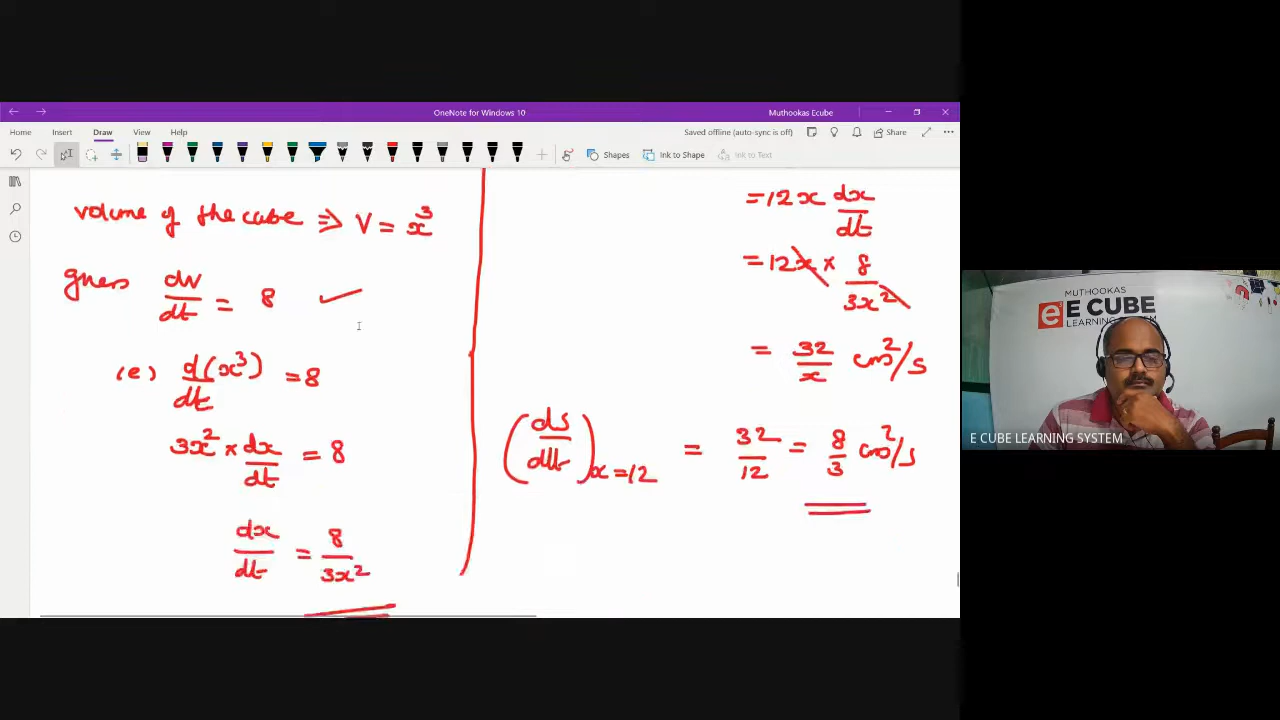 OneNote for Windows 10
Muthookas Ecube
Home Insert Draw View Help
Saved offline (auto-sync is off)
Share
Shapes
Ink to Shape
Ink to Text
volume of the cube ⇒ V = x³
dv/dt = 8 ✓
(e) d(x³)/dt = 8
3x² × dx/dt = 8
dx/dt = 8/3x²
= 12x dx/dt
= 12x × 8/3x²
= 32/x cm²/s
(ds/dt)x=12 = 32/12 = 8/3 cm²/s
MUTHOOKAS
e E CUBE
LEARNING SYSTEM
E CUBE LEARNING SYSTEM